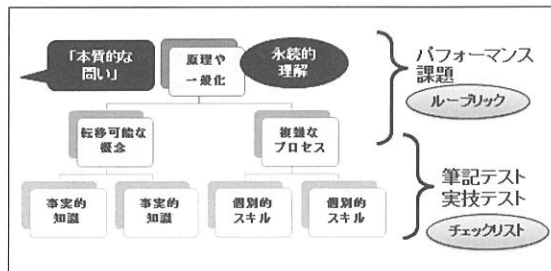 「本質的な
問い」
原理や
一般化
永続的
理解
パフォーマンス
課題
ルーブリック
転移可能な
概念
複雑な
プロセス
事実的
知識
事実的
知識
個別的
スキル
個別的
スキル
筆記テスト
実技テスト
チェックリスト